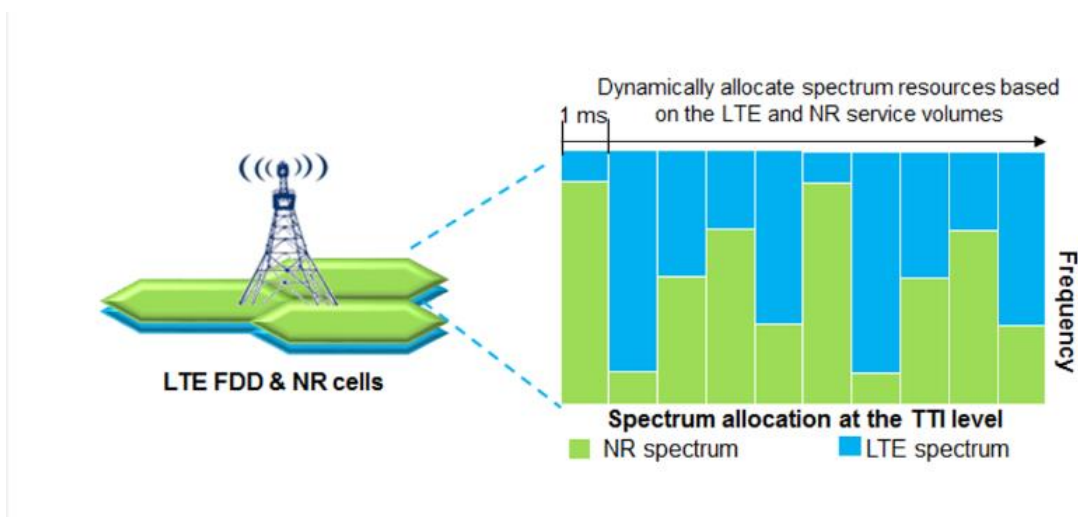 Dynamically allocate spectrum resources based
on the LTE and NR service volumes
1 ms
Frequency
LTE FDD & NR cells
Spectrum allocation at the TTI level
NR spectrum
LTE spectrum